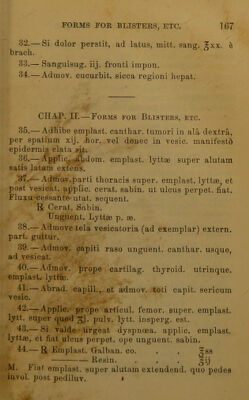 FORMS FOR BLISTERS, ETC. 167
32.— Si dolor perstit, ad latus, mitt. sang. ℥xx. è
brach.
33.— Sanguisug. iij. fronti impon.
34.— Admov. cucurbit. sicca regioni hepat.
CHAP. II.—FORMS FOR BLISTERS, ETC.
35.— Adhibe emplast. canthar. tumori in alâ dextrâ,
per spatium xij. hor. vel donec in vesic. manifestò
epidermis elata sit.
36.— Applic. abdom. emplast. lyttæ super alutam
satis latam extens.
37.— Admov. parti thoracis super. emplast. lyttæ, et
post vesicat. applic. cerat. sabin. ut ulcus perpet. fiat.
Fluxu cessante utat. sequent.
℞ Cerat. Sabin.
Unguent. Lyttæ p. æ.
38.— Admove tela vesicatoria (ad exemplar) extern.
part. guttur.
39.— Admov. capiti raso unguent. canthar. usque,
ad vesicat.
40.— Admov. prope cartilag. thyroid. utrinque.
emplast. lyttæ.
41.— Abrad. capill., et admov. toti capit. sericum
vesic.
42.— Applic. prope articul. femor. super. emplast.
lytt. super quod ʒj. pulv. lytt. insperg. est.
43.— Si valde urgeat dyspnœa. applic. emplast.
lyttæ, et fiat ulcus perpet. ope unguent. sabin.
44.— ℞ Emplast. Galban. co. . . ℥ss
——— Resin. . . . ℥ij
M. Fiat emplast. super alutam extendend. quo pedes
invol. post pediluv.